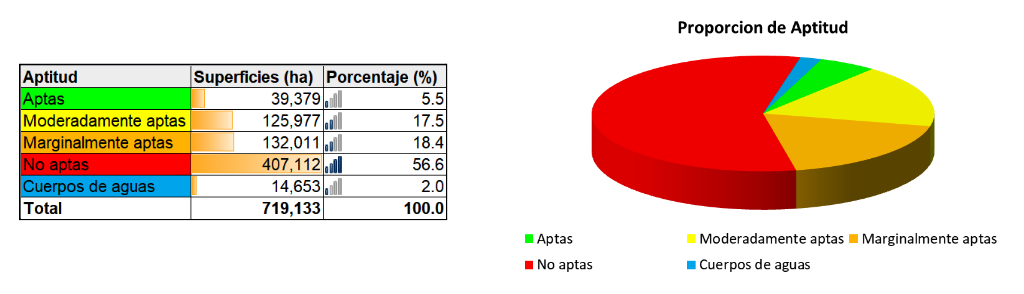 Aptitud Superficies (ha) Porcentaje (%)
Aptas 39,379 5.5
Moderadamente aptas 125,977 17.5
Marginalmente aptas 132,011 18.4
No aptas 407,112 56.6
Cuerpos de aguas 14,653 2.0
Total 719,133 100.0
Proporcion de Aptitud
Aptas Moderadamente aptas Marginalmente aptas
No aptas Cuerpos de aguas